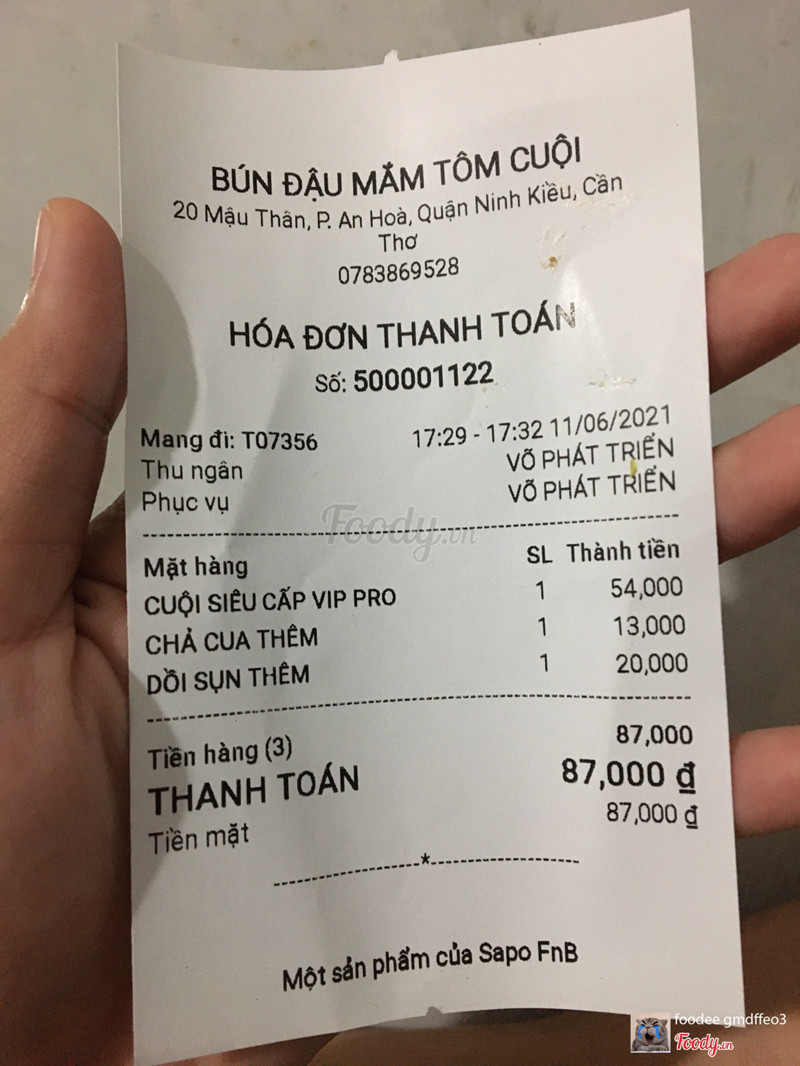 BÚN ĐẬU MẮM TÔM CUỘI
20 Mậu Thân, P. An Hoà, Quận Ninh Kiều, Cần
Thơ
0783869528
HÓA ĐƠN THANH TOÁN
Số: 500001122
Mang đi: T07356 17:29 - 17:32 11/06/2021
Thu ngân VÕ PHÁT TRIỂN
Phục vụ VÕ PHÁT TRIỂN
Foody.vn
Mặt hàng SL Thành tiền
CUỘI SIÊU CẤP VIP PRO 1 54,000
CHẢ CUA THÊM 1 13,000
DỒI SỤN THÊM 1 20,000
Tiền hàng (3) 87,000
THANH TOÁN 87,000 ₫
Tiền mặt 87,000 ₫
Một sản phẩm của Sapo FnB
foodee.gmdffeo3
Foody.vn